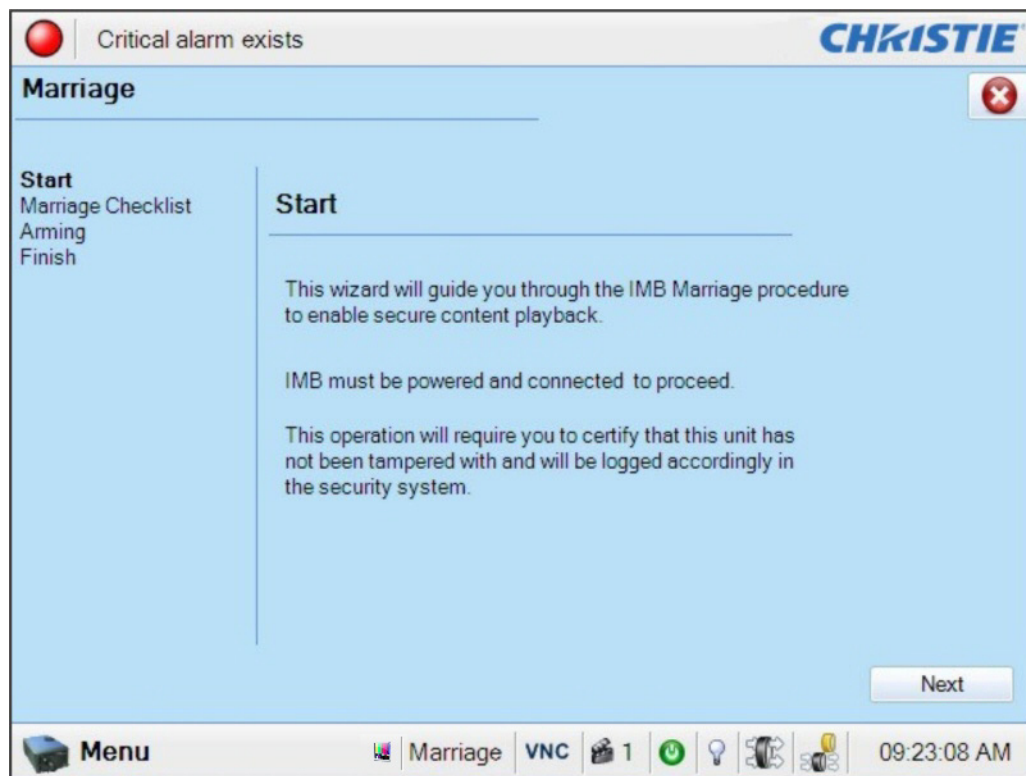 Critical alarm exists
CHRISTIE
Marriage
Start
Marriage Checklist
Arming
Finish
Start
This wizard will guide you through the IMB Marriage procedure
to enable secure content playback.
IMB must be powered and connected to proceed.
This operation will require you to certify that this unit has
not been tampered with and will be logged accordingly in
the security system.
Next
Menu
Marriage
VNC
1
09:23:08 AM